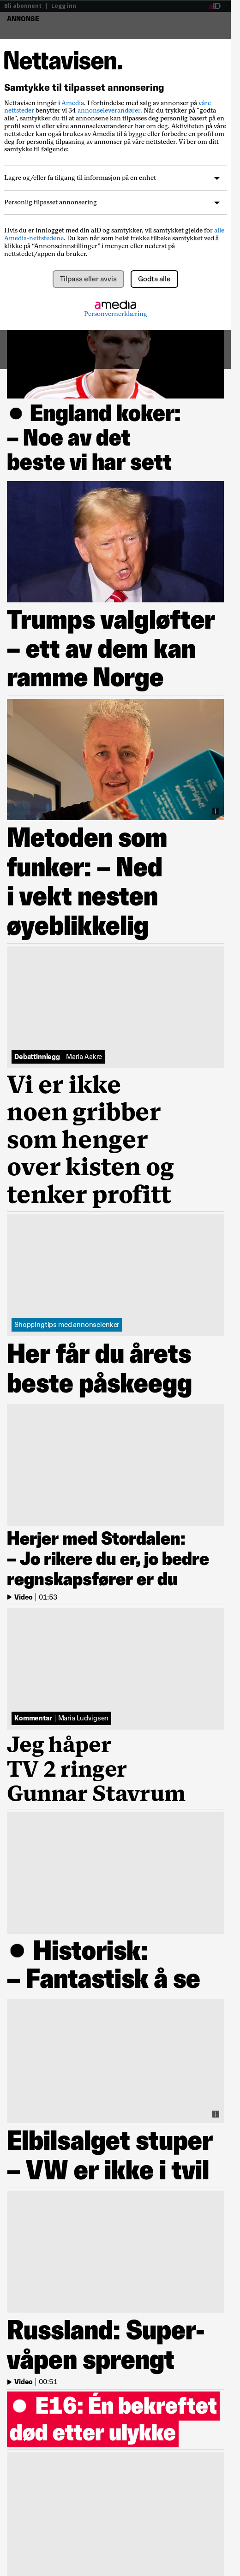 Bli abonnent | Logg inn
ANNONSE
Nettavisen.
Samtykke til tilpasset annonsering
Nettavisen inngår i Amedia. I forbindelse med salg av annonser på våre
nettsteder benytter vi 34 annonseleverandører. Når du trykker på "godta
alle", samtykker du til at annonsene kan tilpasses deg personlig basert på en
profil som vi eller våre annonseleverandører har om deg. Aktiviteten på våre
nettsteder kan også brukes av Amedia til å bygge eller forbedre en profil om
deg for personlig tilpasning av annonser på våre nettsteder. Vi ber om ditt
samtykke til følgende:
Lagre og/eller få tilgang til informasjon på en enhet
Personlig tilpasset annonsering
Hvis du er innlogget med din aID og samtykker, vil samtykket gjelde for alle
Amedia-nettstedene. Du kan når som helst trekke tilbake samtykket ved å
klikke på "Annonseinnstillinger" i menyen eller nederst på
nettstedet/appen du bruker.
Tilpass eller avvis
Godta alle
amedia
Personvernerklæring
England koker:
– Noe av det
beste vi har sett
Trumps valgløfter
– ett av dem kan
ramme Norge
Metoden som
funker: – Ned
i vekt nesten
øyeblikkelig
Debattinnlegg | Maria Aakre
Vi er ikke
noen gribber
som henger
over kisten og
tenker profitt
Shoppingtips med annonselenker
Her får du årets
beste påskeegg
Herjer med Stordalen:
– Jo rikere du er, jo bedre
regnskapsfører er du
Video | 01:53
Kommentar | Maria Ludvigsen
Jeg håper
TV 2 ringer
Gunnar Stavrum
Historisk:
– Fantastisk å se
Elbilsalget stuper
– VW er ikke i tvil
Russland: Super-
våpen sprengt
Video | 00:51
E16: Én bekreftet
død etter ulykke